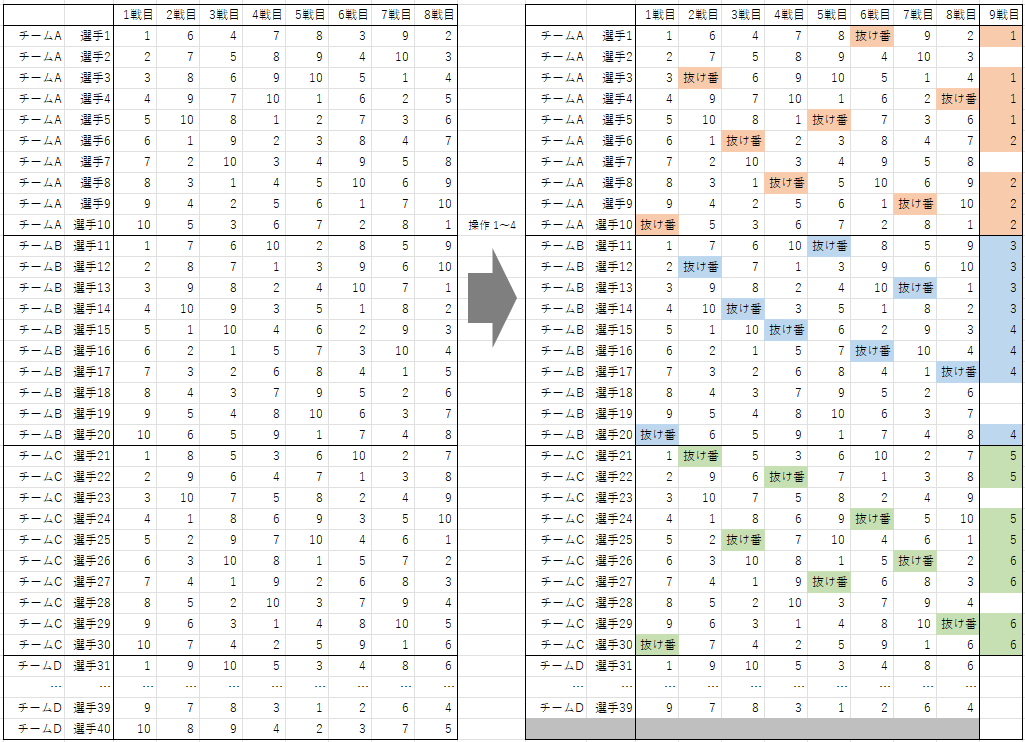 1戦目 2戦目 3戦目 4戦目 5戦目 6戦目 7戦目 8戦目
チームA 選手1 1 6 4 7 8 3 9 2
チームA 選手2 2 7 5 8 9 4 10 3
チームA 選手3 3 8 6 9 10 5 1 4
チームA 選手4 4 9 7 10 1 6 2 5
チームA 選手5 5 10 8 1 2 7 3 6
チームA 選手6 6 1 9 2 3 8 4 7
チームA 選手7 7 2 10 3 4 9 5 8
チームA 選手8 8 3 1 4 5 10 6 9
チームA 選手9 9 4 2 5 6 1 7 10
チームA 選手10 10 5 3 6 7 2 8 1
チームB 選手11 1 7 6 10 2 8 5 9
チームB 選手12 2 8 7 1 3 9 6 10
チームB 選手13 3 9 8 2 4 10 7 1
チームB 選手14 4 10 9 3 5 1 8 2
チームB 選手15 5 1 10 4 6 2 9 3
チームB 選手16 6 2 1 5 7 3 10 4
チームB 選手17 7 3 2 6 8 4 1 5
チームB 選手18 8 4 3 7 9 5 2 6
チームB 選手19 9 5 4 8 10 6 3 7
チームB 選手20 10 6 5 9 1 7 4 8
チームC 選手21 1 8 5 3 6 10 2 7
チームC 選手22 2 9 6 4 7 1 3 8
チームC 選手23 3 10 7 5 8 2 4 9
チームC 選手24 4 1 8 6 9 3 5 10
チームC 選手25 5 2 9 7 10 4 6 1
チームC 選手26 6 3 10 8 1 5 7 2
チームC 選手27 7 4 1 9 2 6 8 3
チームC 選手28 8 5 2 10 3 7 9 4
チームC 選手29 9 6 3 1 4 8 10 5
チームC 選手30 10 7 4 2 5 9 1 6
チームD 選手31 1 9 10 5 3 4 8 6
… … … … … … … … … …
チームD 選手39 9 7 8 3 1 2 6 4
チームD 選手40 10 8 9 4 2 3 7 5
操作 1～4
1戦目 2戦目 3戦目 4戦目 5戦目 6戦目 7戦目 8戦目 9戦目
チームA 選手1 1 6 4 7 8 抜け番 9 2 1
チームA 選手2 2 7 5 8 9 4 10 3
チームA 選手3 3 抜け番 6 9 10 5 1 4 1
チームA 選手4 4 9 7 10 1 6 2 抜け番 1
チームA 選手5 5 10 8 1 抜け番 7 3 6 1
チームA 選手6 6 1 抜け番 2 3 8 4 7 2
チームA 選手7 7 2 10 3 4 9 5 8
チームA 選手8 8 3 1 抜け番 5 10 6 9 2
チームA 選手9 9 4 2 5 6 1 抜け番 10 2
チームA 選手10 抜け番 5 3 6 7 2 8 1 2
チームB 選手11 1 7 6 10 抜け番 8 5 9 3
チームB 選手12 2 抜け番 7 1 3 9 6 10 3
チームB 選手13 3 9 8 2 4 10 抜け番 1 3
チームB 選手14 4 10 抜け番 3 5 1 8 2 3
チームB 選手15 5 1 10 抜け番 6 2 9 3 4
チームB 選手16 6 2 1 5 7 抜け番 10 4 4
チームB 選手17 7 3 2 6 8 4 1 抜け番 4
チームB 選手18 8 4 3 7 9 5 2 6
チームB 選手19 9 5 4 8 10 6 3 7
チームB 選手20 抜け番 6 5 9 1 7 4 8 4
チームC 選手21 1 抜け番 5 3 6 10 2 7 5
チームC 選手22 2 9 6 抜け番 7 1 3 8 5
チームC 選手23 3 10 7 5 8 2 4 9
チームC 選手24 4 1 8 6 9 抜け番 5 10 5
チームC 選手25 5 2 抜け番 7 10 4 6 1 5
チームC 選手26 6 3 10 8 1 5 抜け番 2 6
チームC 選手27 7 4 1 9 抜け番 6 8 3 6
チームC 選手28 8 5 2 10 3 7 9 4
チームC 選手29 9 6 3 1 4 8 10 抜け番 6
チームC 選手30 抜け番 7 4 2 5 9 1 6 6
チームD 選手31 1 9 10 5 3 4 8 6
… … … … … … … … … …
チームD 選手39 9 7 8 3 1 2 6 4